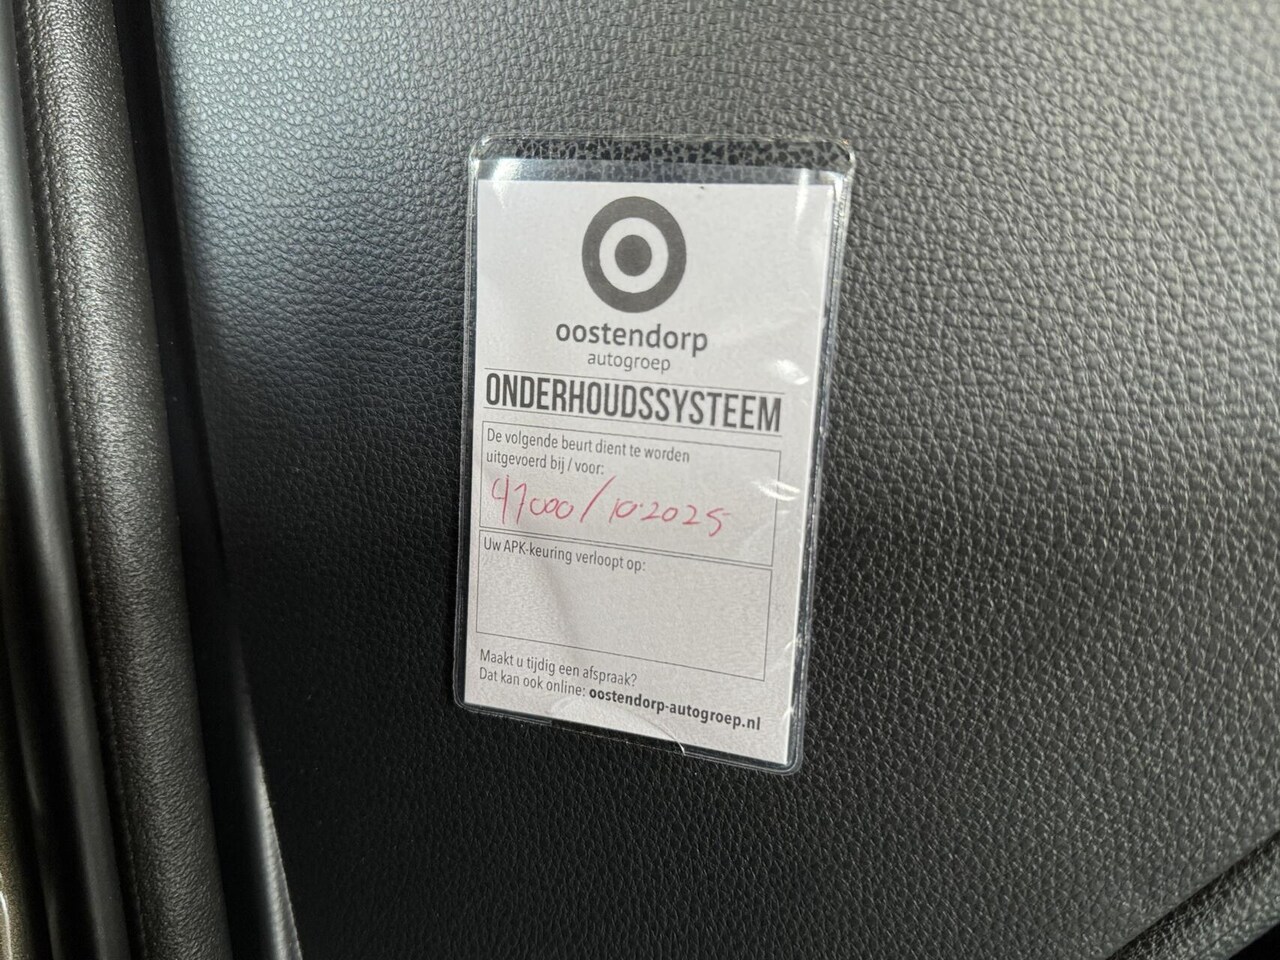 oostendorp
autogroep
ONDERHOUDSSYSTEEM
De volgende beurt dient te worden
uitgevoerd bij / voor:
47000/10-2025
Uw APK-keuring verloopt op:
Maakt u tijdig een afspraak?
Dat kan ook online: oostendorp-autogroep.nl